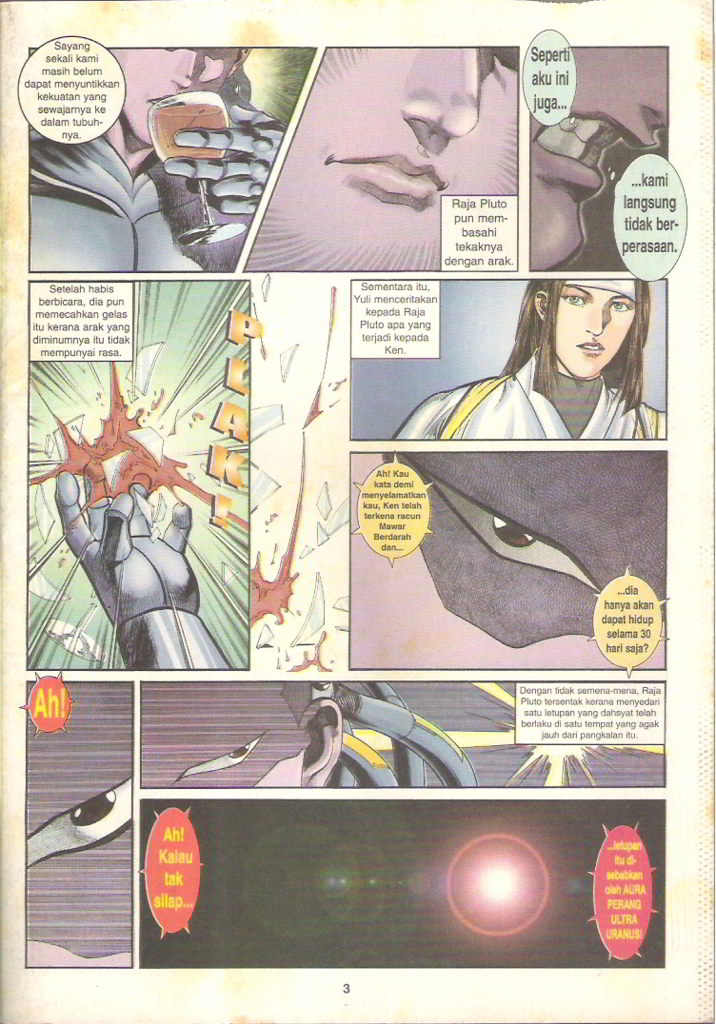 Sayang
sekali kami
masih belum
dapat menyuntikkan
kekuatan yang
sewajarnya ke
dalam tubuh-
nya.
Raja Pluto
pun mem-
basahi
tekaknya
dengan arak.
Seperti
aku ini
juga...
...kami
langsung
tidak ber-
perasaan.
Setelah habis
berbicara, dia pun
memecahkan gelas
itu kerana arak yang
diminumnya itu tidak
mempunyai rasa.
PLAKK
Sementara itu,
Yuli menceritakan
kepada Raja
Pluto apa yang
terjadi kepada
Ken.
Ah! Kau
kata demi
menyelamatkan
kau, Ken telah
terkena racun
Mawar
Berdarah
dan...
...dia
hanya akan
dapat hidup
selama 30
hari saja?
Ah!
Dengan tidak semena-mena, Raja
Pluto tersentak kerana menyedari
satu letupan yang dahsyat telah
berlaku di satu tempat yang agak
jauh dari pangkalan itu.
Ah!
Kalau
tak
silap...
...letupan
itu di-
sebabkan
oleh AURA
PERANG
ULTRA
URANUS!
3